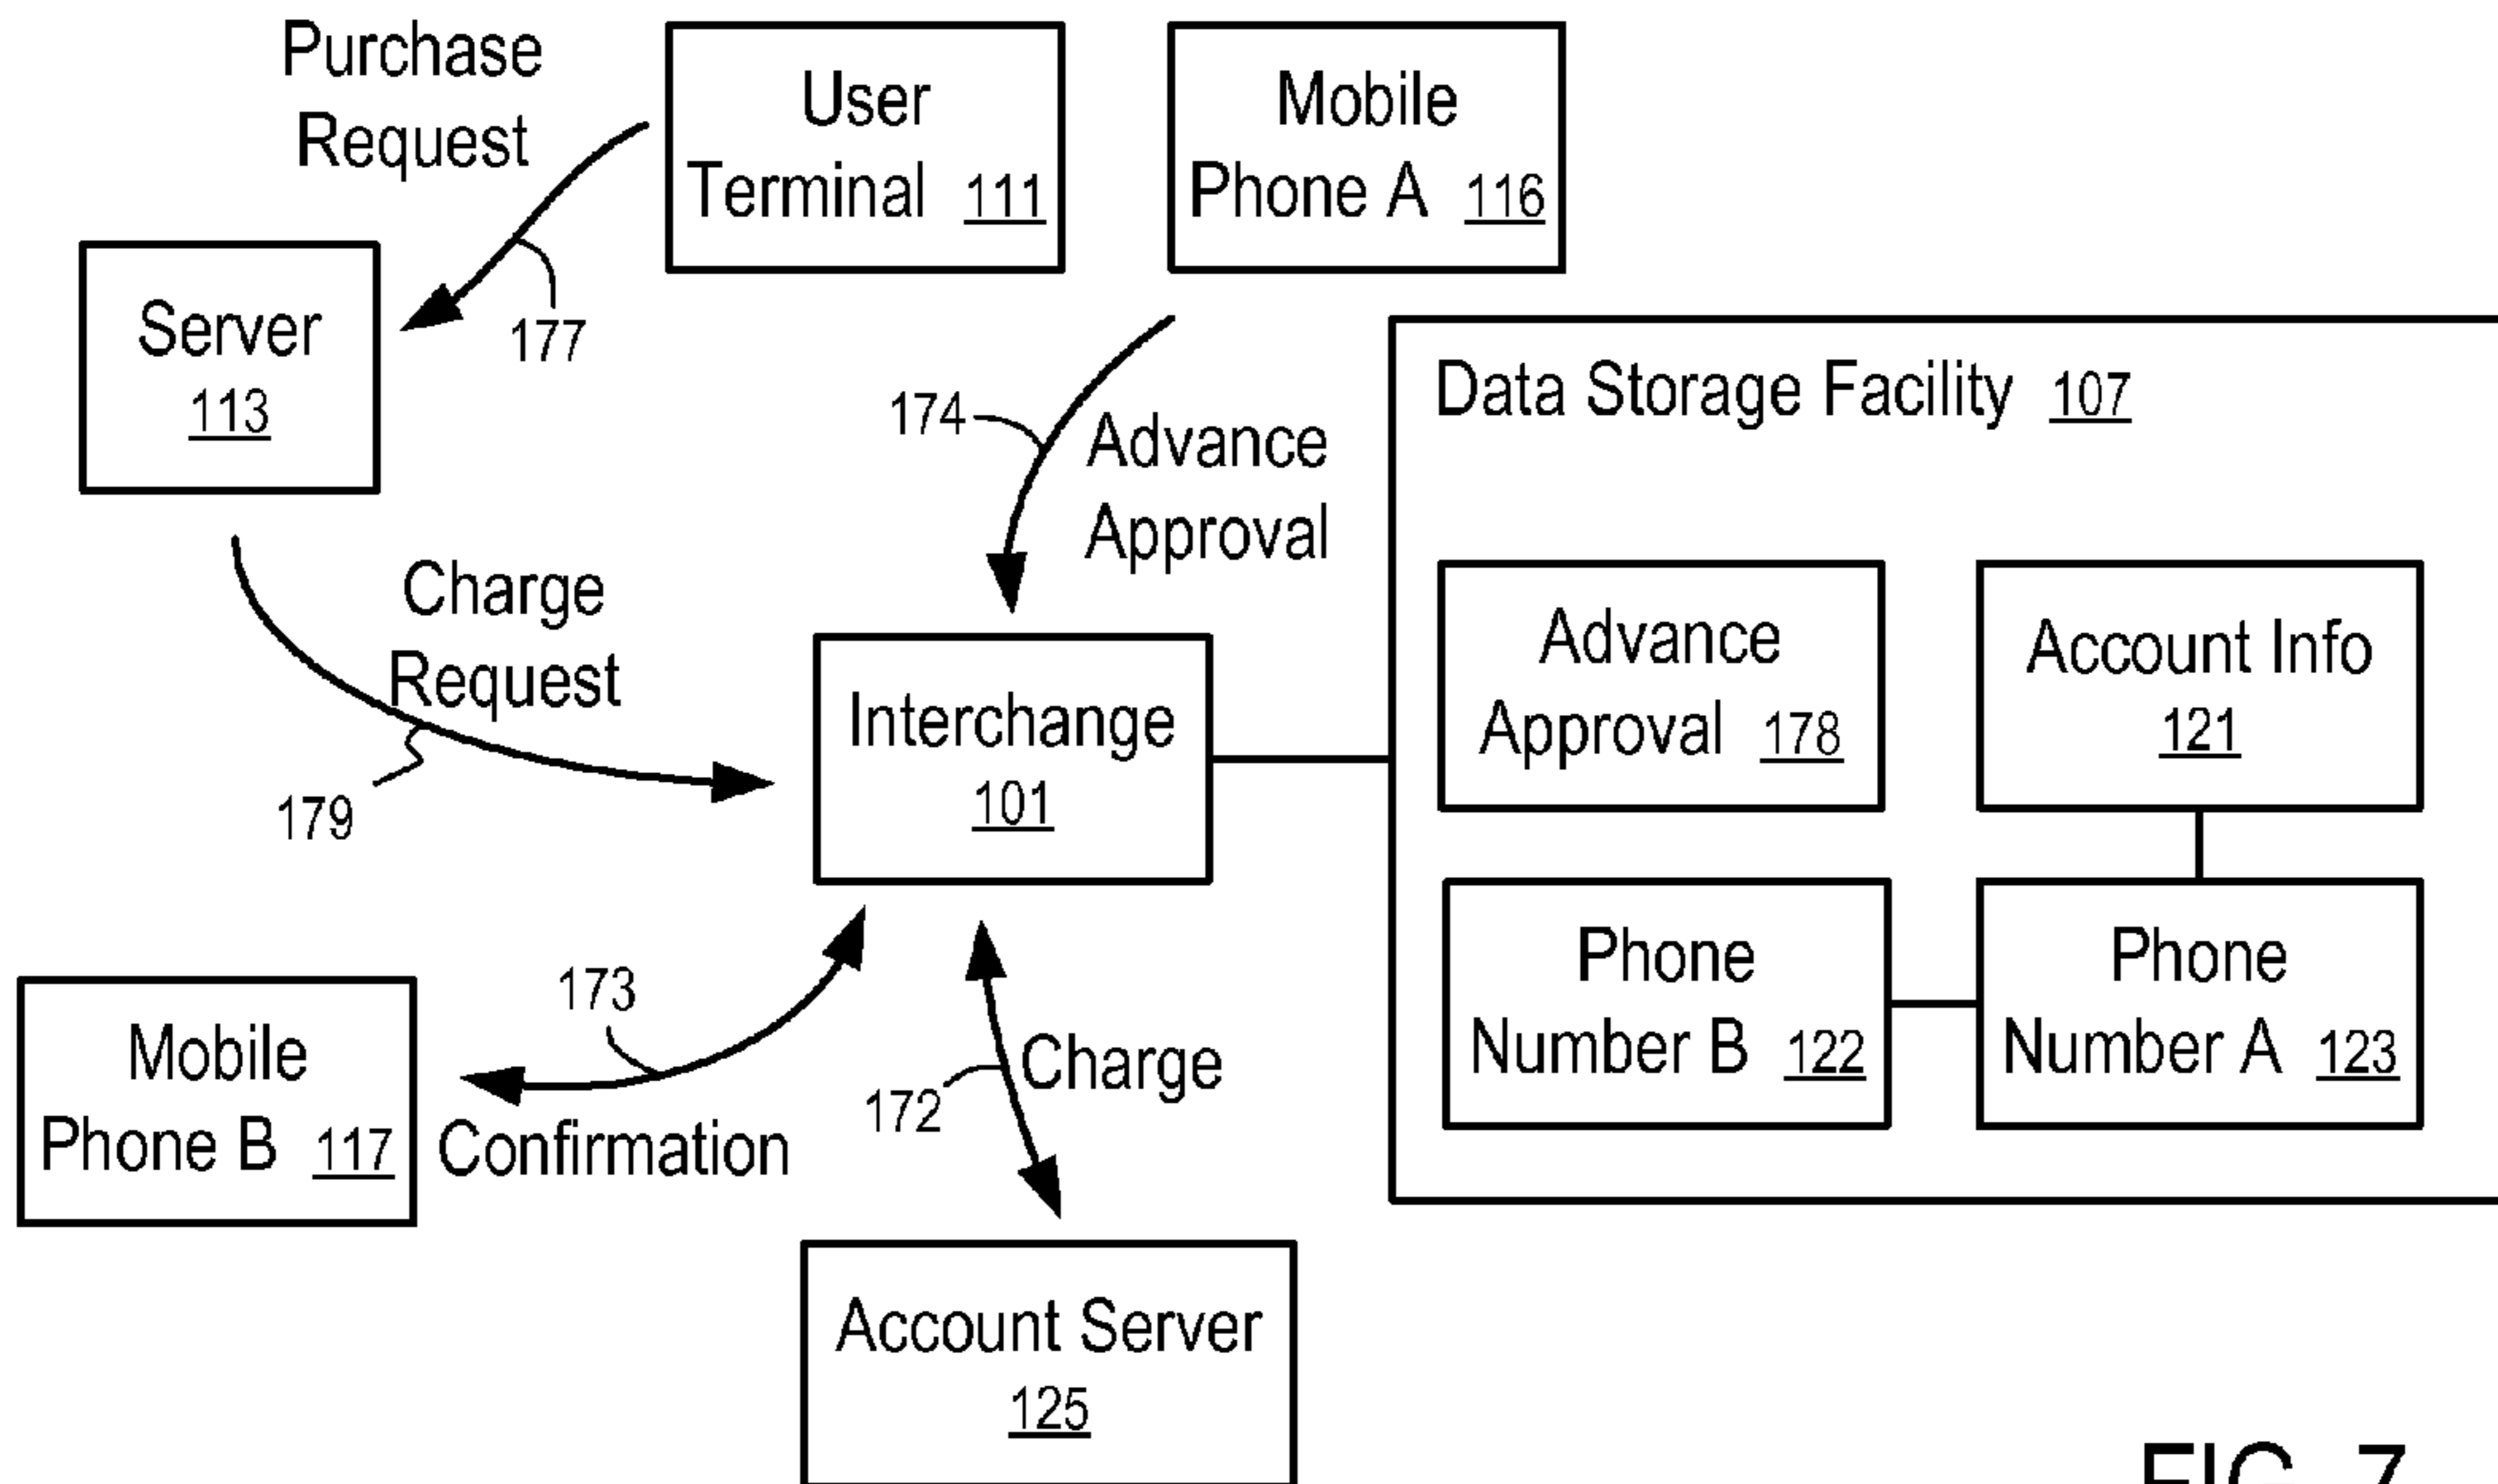 Purchase
Request
User
Terminal 111
Mobile
Phone A 116
Server
113
177
174
Advance
Approval
Data Storage Facility 107
Charge
Request
179
Interchange
101
Advance
Approval 178
Account Info
121
Phone
Number B 122
Phone
Number A 123
173
Mobile
Phone B 117
Confirmation
172
Charge
Account Server
125
FIG. 7